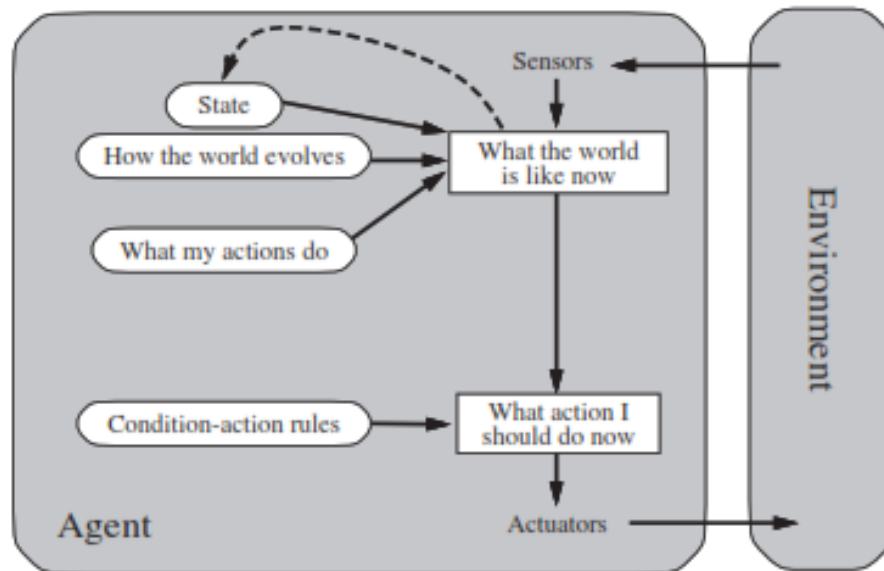 Sensors
State
How the world evolves
What the world
is like now
What my actions do
Environment
Condition-action rules
What action I
should do now
Agent
Actuators